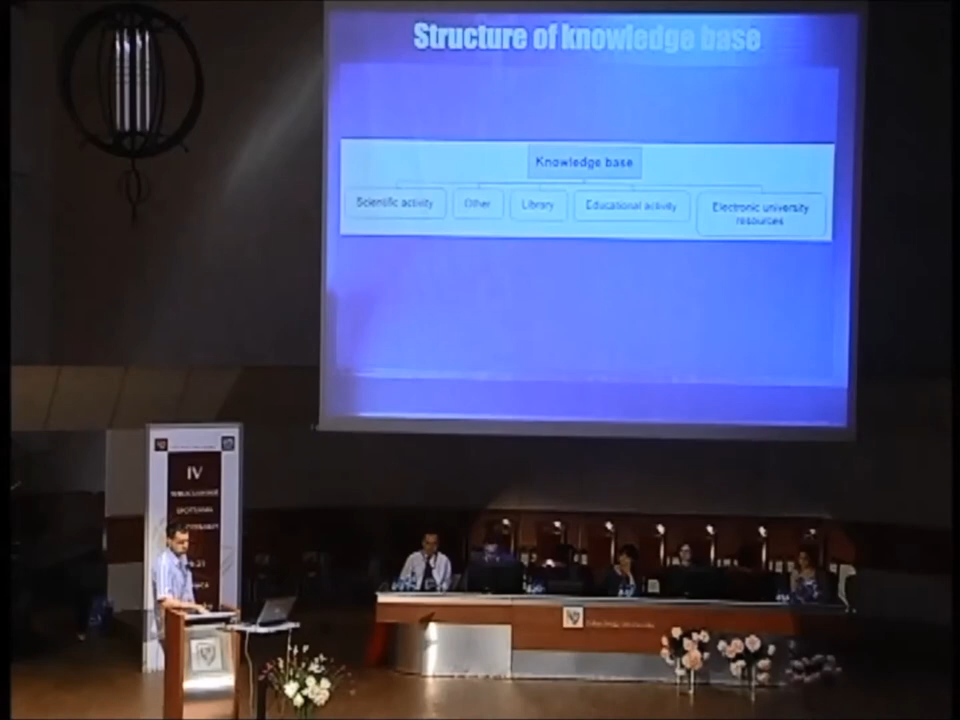 Structure of knowledge base
Knowledge base
Scientific activity
Other
Library
Educational activity
Electronic university
resources
IV